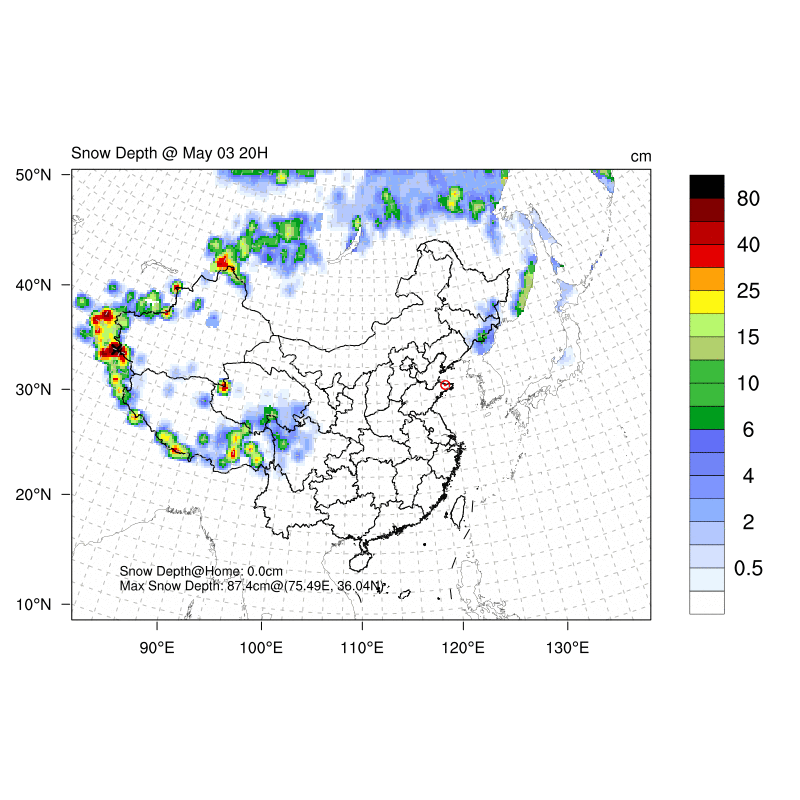 Snow Depth @ May 03 20H
cm
50°N
40°N
30°N
20°N
10°N
80
40
25
15
10
6
4
2
0.5
Snow Depth@Home: 0.0cm
Max Snow Depth: 87.4cm@(75.49E, 36.04N)
90°E 100°E 110°E 120°E 130°E